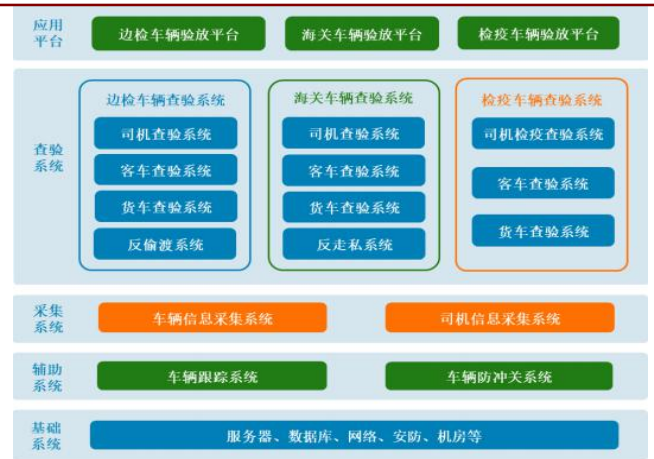 应用
平台
边检车辆验放平台
海关车辆验放平台
检疫车辆验放平台
查验
系统
边检车辆查验系统
司机查验系统
客车查验系统
货车查验系统
反偷渡系统
海关车辆查验系统
司机查验系统
客车查验系统
货车查验系统
反走私系统
检疫车辆查验系统
司机检疫查验系统
客车查验系统
货车查验系统
采集
系统
车辆信息采集系统
司机信息采集系统
辅助
系统
车辆跟踪系统
车辆防冲关系统
基础
系统
服务器、数据库、网络、安防、机房等